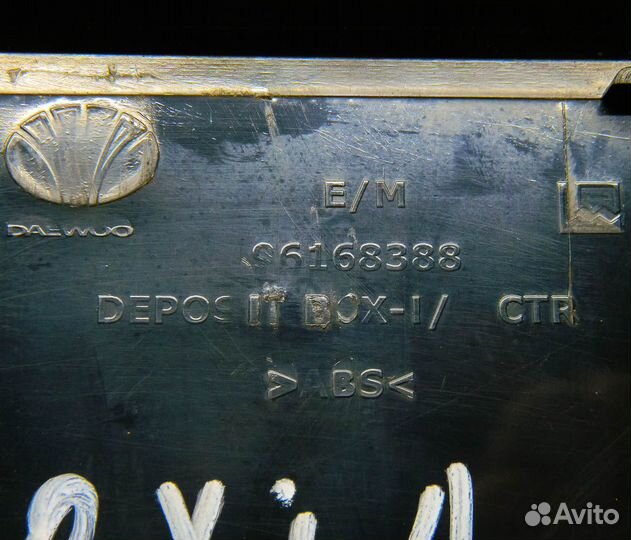 E/M
DAEWOO
96168388
DEPOSIT BOX-I/ CTR
>ABS<
Avito